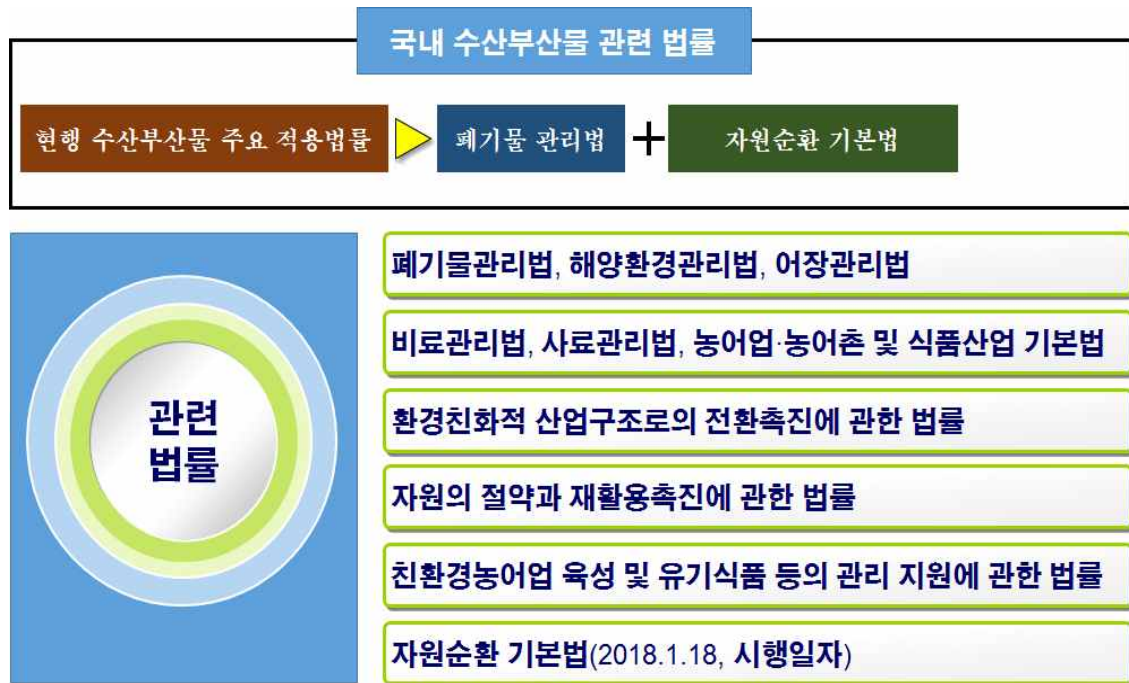 국내 수산부산물 관련 법률
현행 수산부산물 주요 적용법률
폐기물 관리법
+
자원순환 기본법
관련
법률
폐기물관리법, 해양환경관리법, 어장관리법
비료관리법, 사료관리법, 농어업·농어촌 및 식품산업 기본법
환경친화적 산업구조로의 전환촉진에 관한 법률
자원의 절약과 재활용촉진에 관한 법률
친환경농어업 육성 및 유기식품 등의 관리 지원에 관한 법률
자원순환 기본법(2018.1.18, 시행일자)